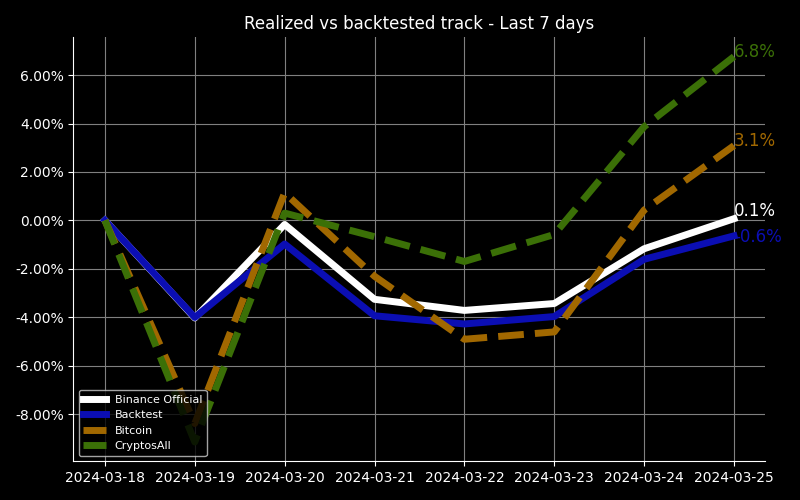 Realized vs backtested track - Last 7 days
6.00%
4.00%
2.00%
0.00%
-2.00%
-4.00%
-6.00%
-8.00%
6.8%
3.1%
0.1%
-0.6%
Binance Official
Backtest
Bitcoin
CryptosAll
2024-03-18 2024-03-19 2024-03-20 2024-03-21 2024-03-22 2024-03-23 2024-03-24 2024-03-25